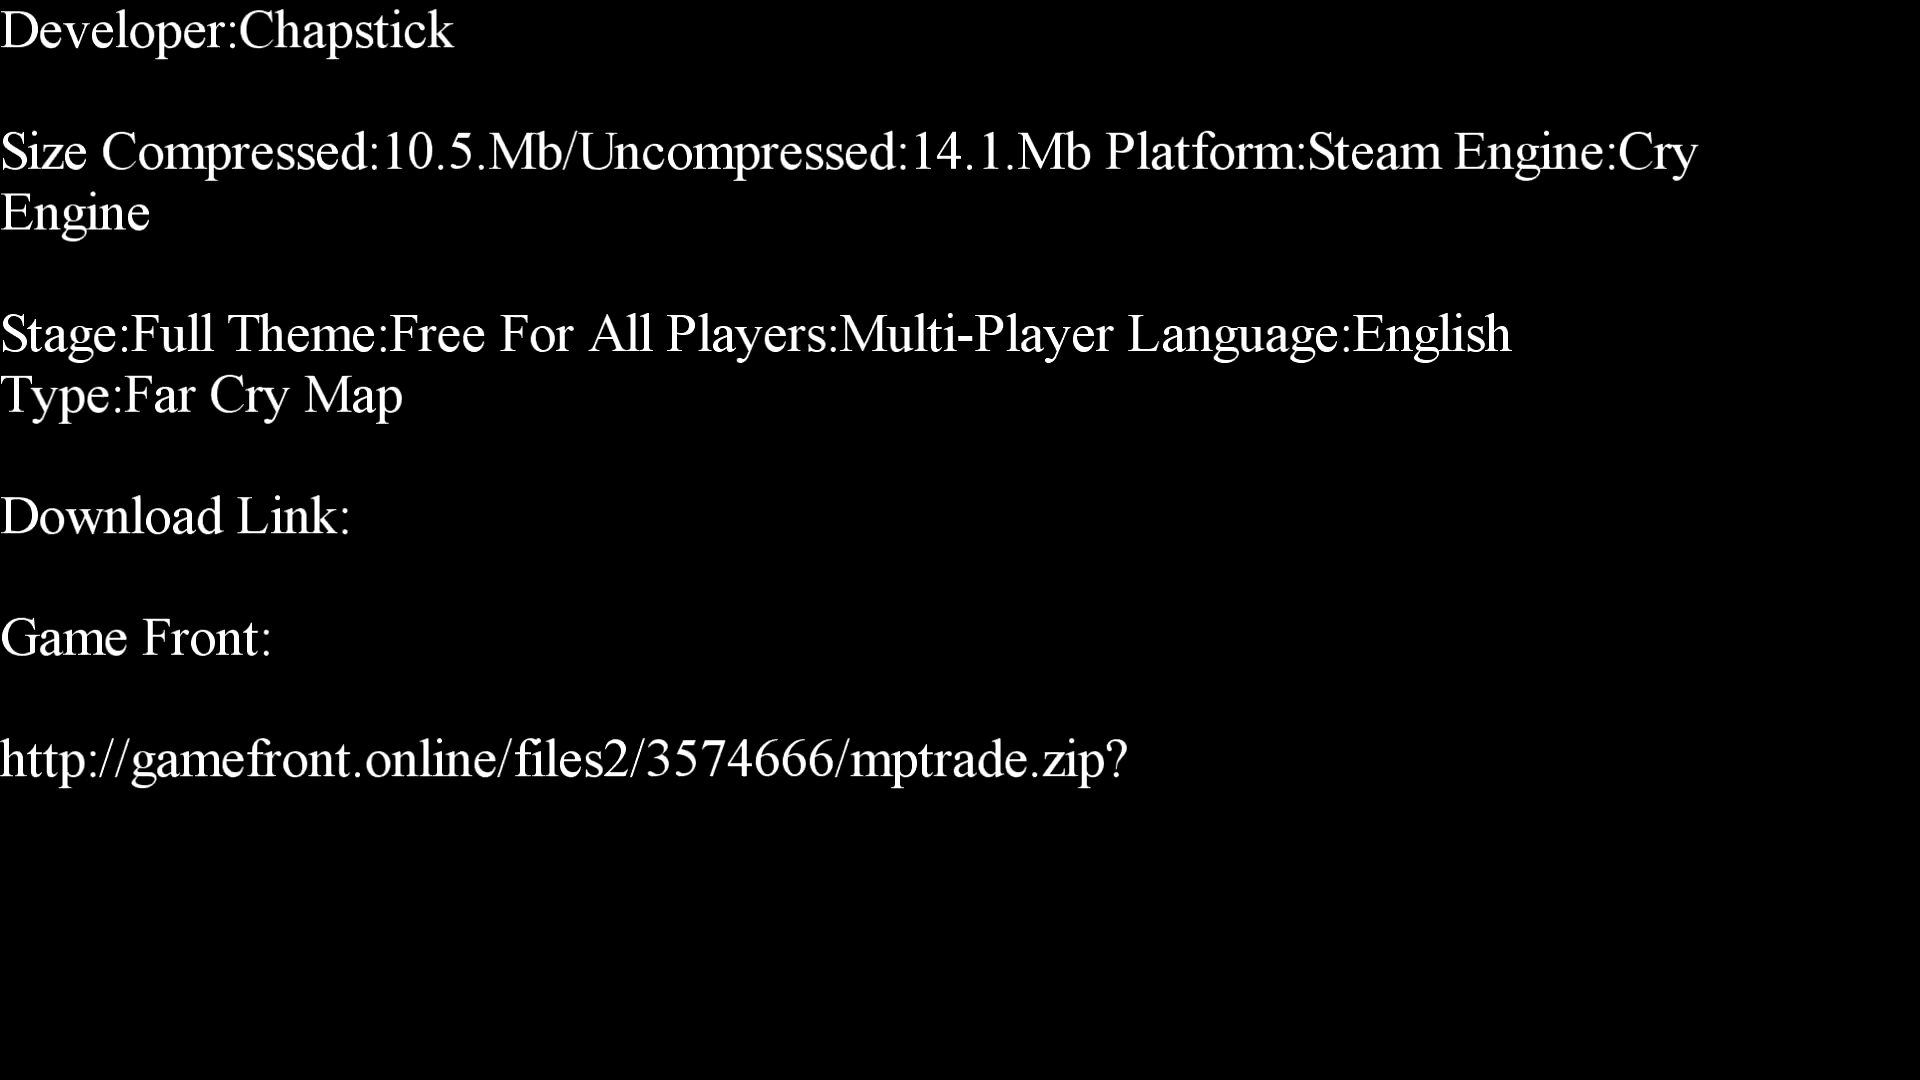 Developer:Chapstick
Size Compressed:10.5.Mb/Uncompressed:14.1.Mb Platform:Steam Engine:Cry
Engine
Stage:Full Theme:Free For All Players:Multi-Player Language:English
Type:Far Cry Map
Download Link:
Game Front:
http://gamefront.online/files2/3574666/mptrade.zip?